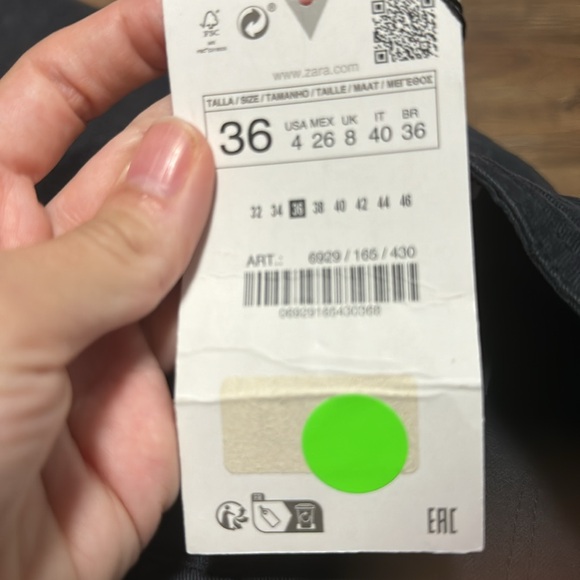 FSC
®
www.zara.com
TALLA / SIZE / TAMANHO / TAILLE / MAAT / ΜΕΓΕΘΟΣ
36
USA MEX UK IT BR
4 26 8 40 36
32 34 36 38 40 42 44 46
ART.: 6929 / 165 / 430
06929165430368
EAC